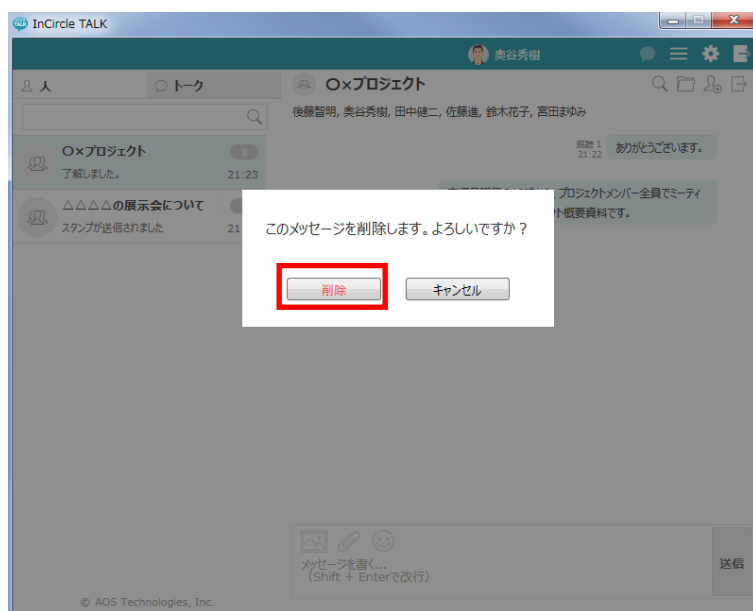 InCircle TALK
奥谷秀樹
人
トーク
〇×プロジェクト
後藤智明, 奥谷秀樹, 田中健二, 佐藤進, 鈴木花子, 宮田まゆみ
〇×プロジェクト
3
了解しました。
21:23
△△△△の展示会について
スタンプが送信されました
21
既読 1
21:22
ありがとうございます。
プロジェクトメンバー全員でミーティ
ト概要資料です。
このメッセージを削除します。よろしいですか？
削除
キャンセル
メッセージを書く...
(Shift + Enterで改行)
送信
© AOS Technologies, Inc.